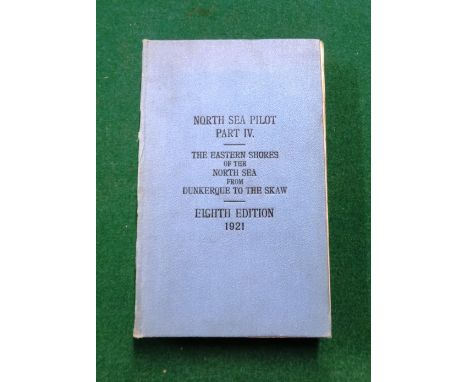 NORTH SEA PILOT
PART IV.
THE EASTERN SHORES
OF THE
NORTH SEA
FROM
DUNKERQUE TO THE SKAW
EIGHTH EDITION
1921